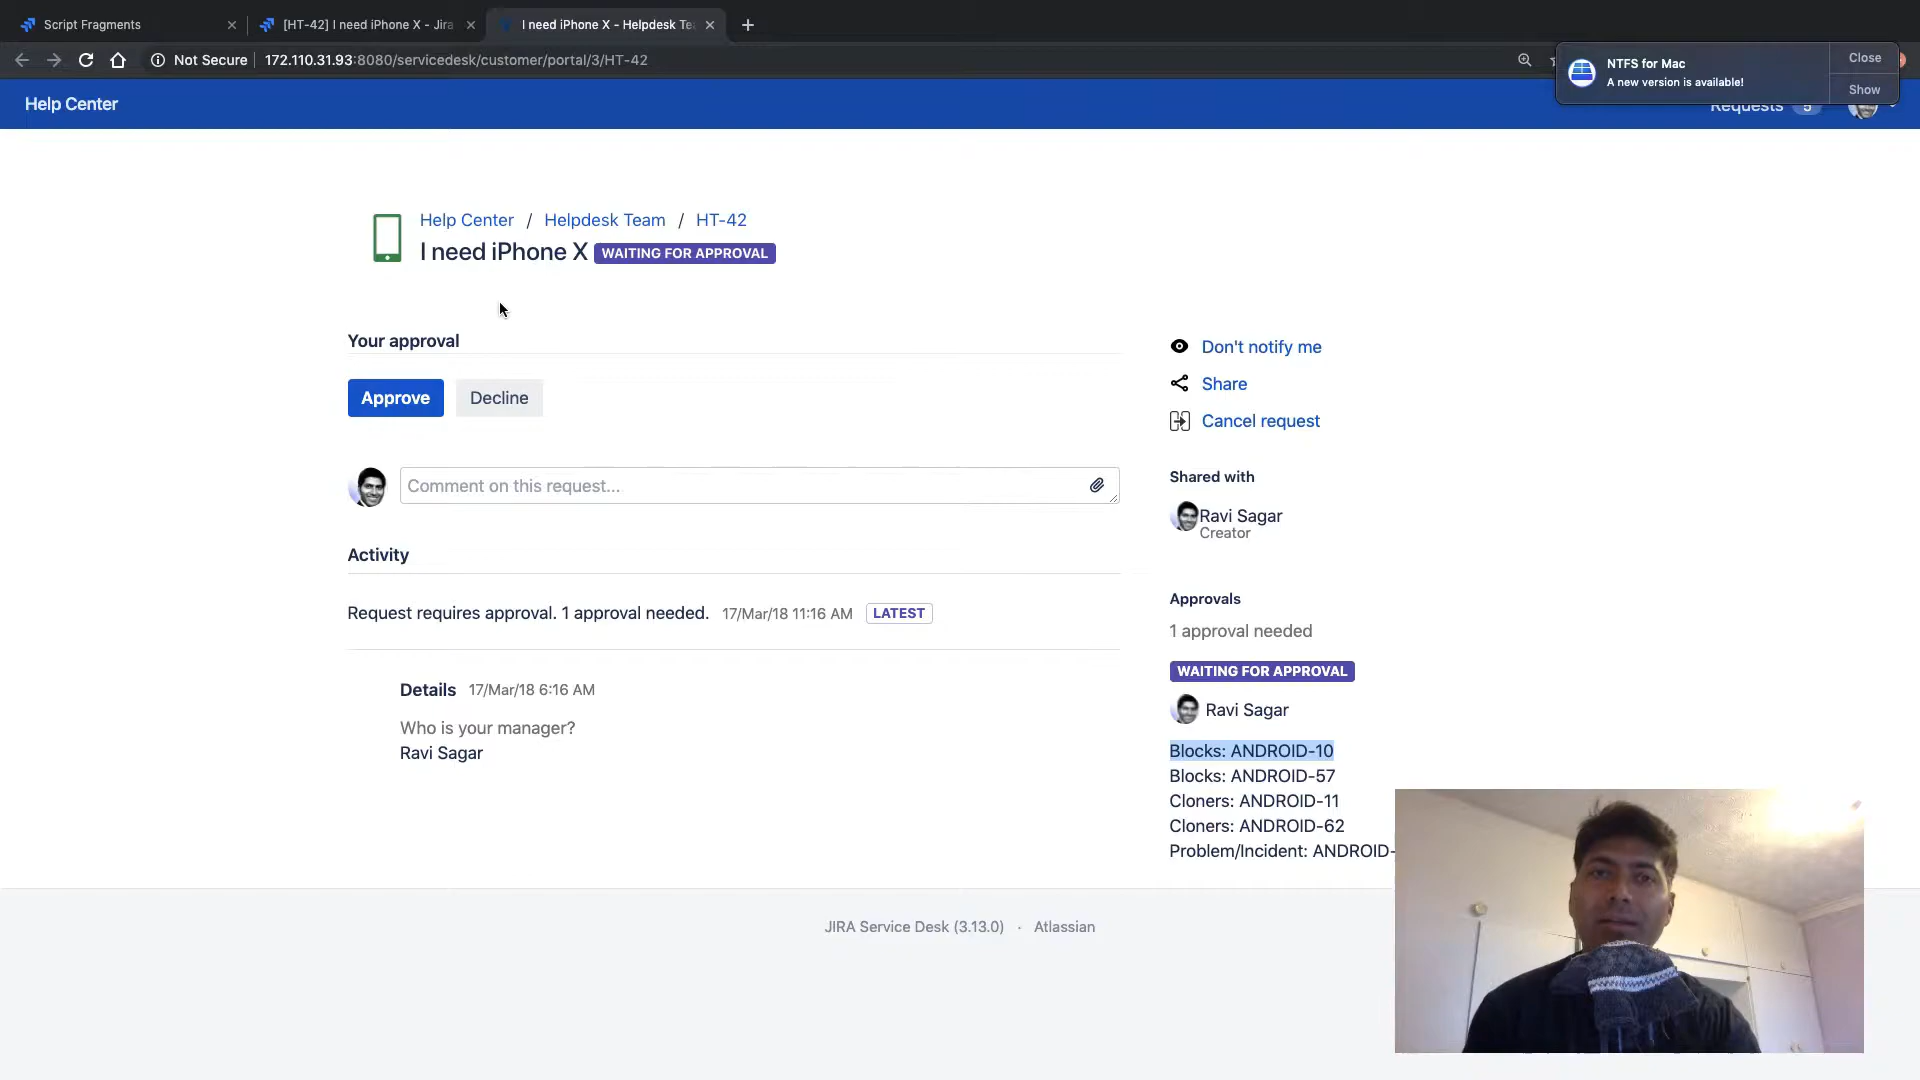 Script Fragments
[HT-42] I need iPhone X - Jira
I need iPhone X - Helpdesk Te
Not Secure
172.110.31.93:8080/servicedesk/customer/portal/3/HT-42
NTFS for Mac
A new version is available!
Close
Show
Help Center
Requests 5
Help Center / Helpdesk Team / HT-42
I need iPhone X WAITING FOR APPROVAL
Your approval
Approve Decline
Comment on this request...
Activity
Request requires approval. 1 approval needed. 17/Mar/18 11:16 AM LATEST
Details 17/Mar/18 6:16 AM
Who is your manager?
Ravi Sagar
Don't notify me
Share
Cancel request
Shared with
Ravi Sagar
Creator
Approvals
1 approval needed
WAITING FOR APPROVAL
Ravi Sagar
Blocks: ANDROID-10
Blocks: ANDROID-57
Cloners: ANDROID-11
Cloners: ANDROID-62
Problem/Incident: ANDROID-
JIRA Service Desk (3.13.0) · Atlassian